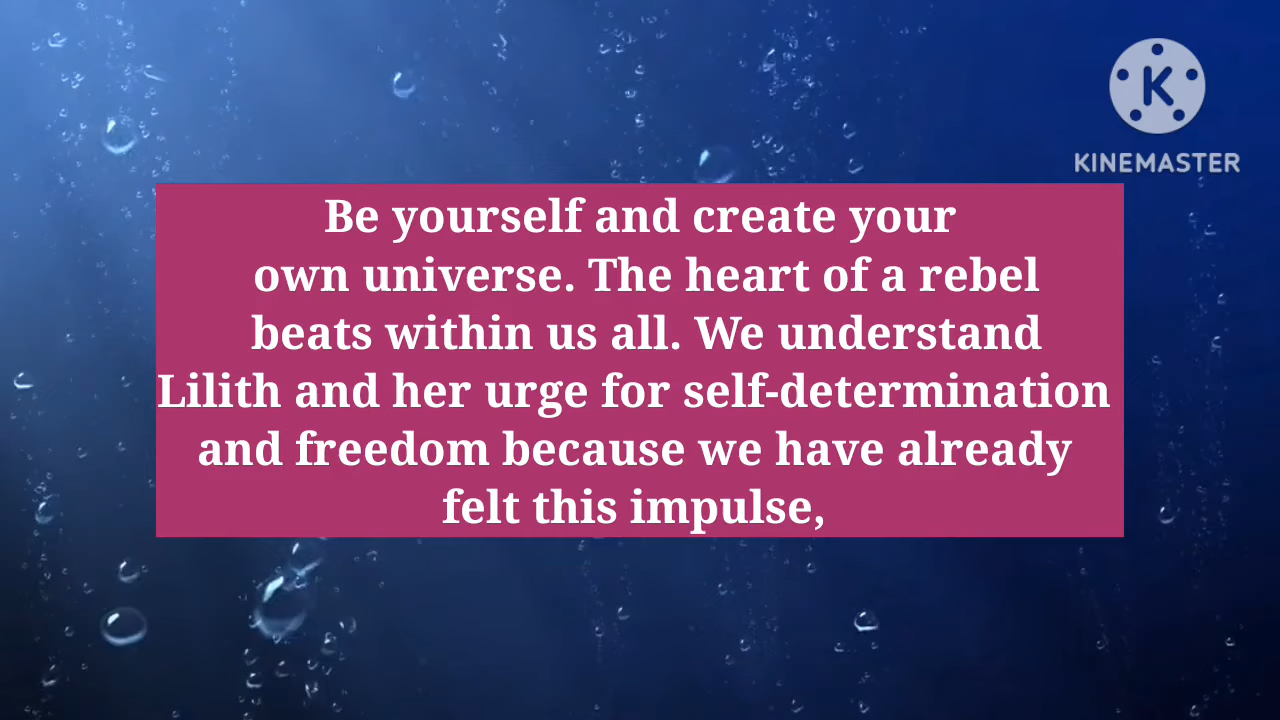 K
KINEMASTER
Be yourself and create your
own universe. The heart of a rebel
beats within us all. We understand
Lilith and her urge for self-determination
and freedom because we have already
felt this impulse,